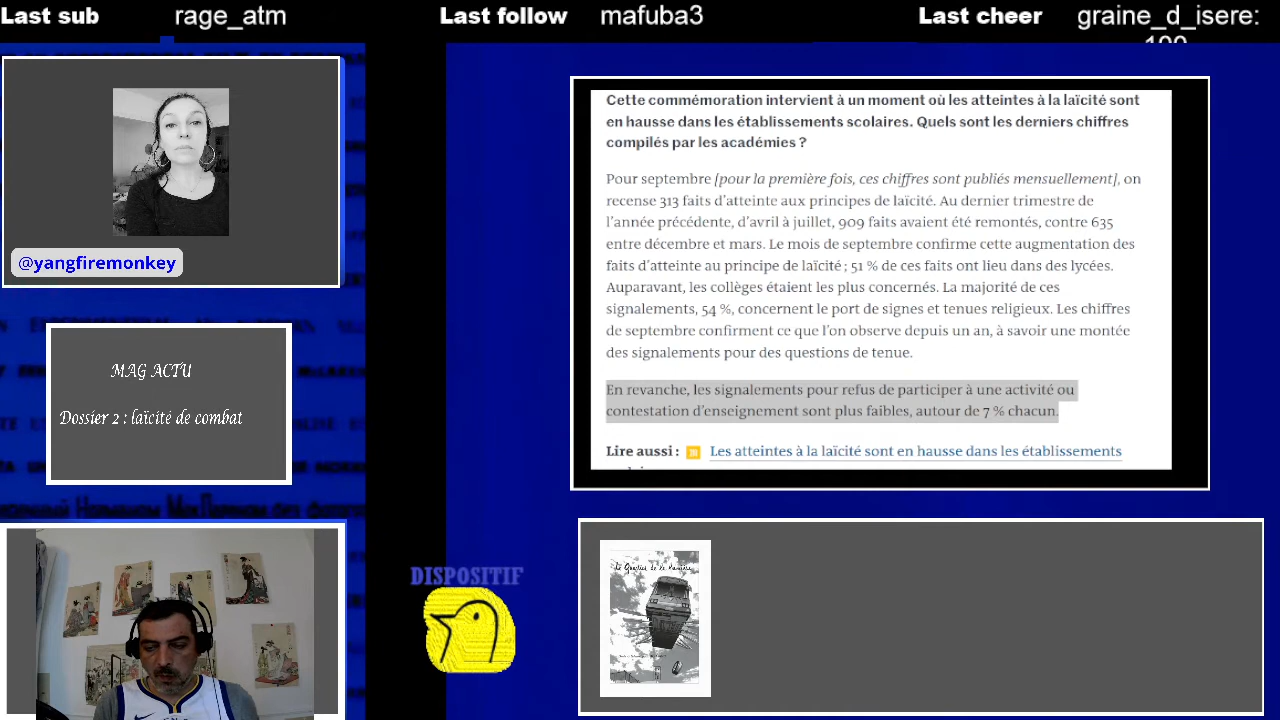 Last sub
rage_atm
Last follow
mafuba3
Last cheer
graine_d_isere:
100
@yangfiremonkey
MAG ACTU
Dossier 2 : laïcité de combat
Cette commémoration intervient à un moment où les atteintes à la laïcité sont
en hausse dans les établissements scolaires. Quels sont les derniers chiffres
compilés par les académies ?
Pour septembre [pour la première fois, ces chiffres sont publiés mensuellement], on
recense 313 faits d’atteinte aux principes de laïcité. Au dernier trimestre de
l’année précédente, d’avril à juillet, 909 faits avaient été remontés, contre 635
entre décembre et mars. Le mois de septembre confirme cette augmentation des
faits d’atteinte au principe de laïcité ; 51 % de ces faits ont lieu dans des lycées.
Auparavant, les collèges étaient les plus concernés. La majorité de ces
signalements, 54 %, concernent le port de signes et tenues religieux. Les chiffres
de septembre confirment ce que l’on observe depuis un an, à savoir une montée
des signalements pour des questions de tenue.
En revanche, les signalements pour refus de participer à une activité ou
contestation d’enseignement sont plus faibles, autour de 7 % chacun.
Lire aussi : Les atteintes à la laïcité sont en hausse dans les établissements
DISPOSITIF